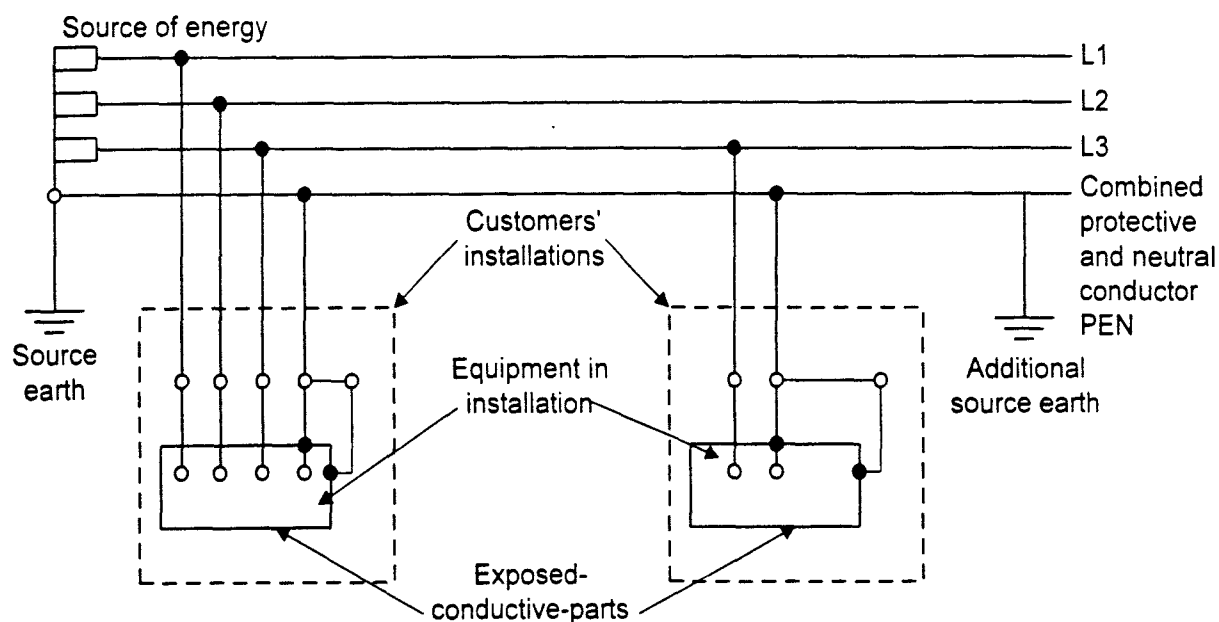 Source of energy
L1
L2
L3
Combined
protective
and neutral
conductor
PEN
Customers'
installations
Source
earth
Equipment in
installation
Additional
source earth
Exposed-
conductive-parts